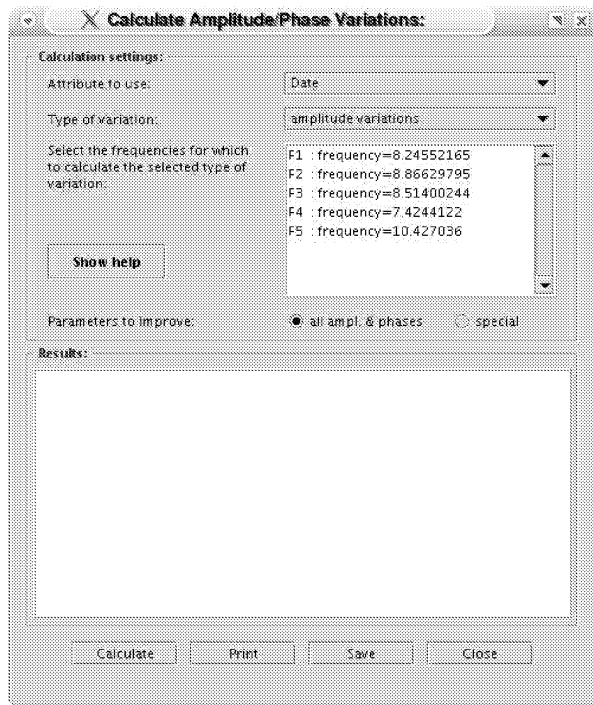 Calculate Amplitude/Phase Variations:
Calculation settings:
Attribute to use: Date
Type of variation: amplitude variations
Select the frequencies for which
to calculate the selected type of
variation:
F1 : frequency=8.24552165
F2 : frequency=8.86629795
F3 : frequency=8.51400244
F4 : frequency=7.4244122
F5 : frequency=10.427036
Show help
Parameters to improve: all ampl. & phases special
Results:
Calculate Print Save Close